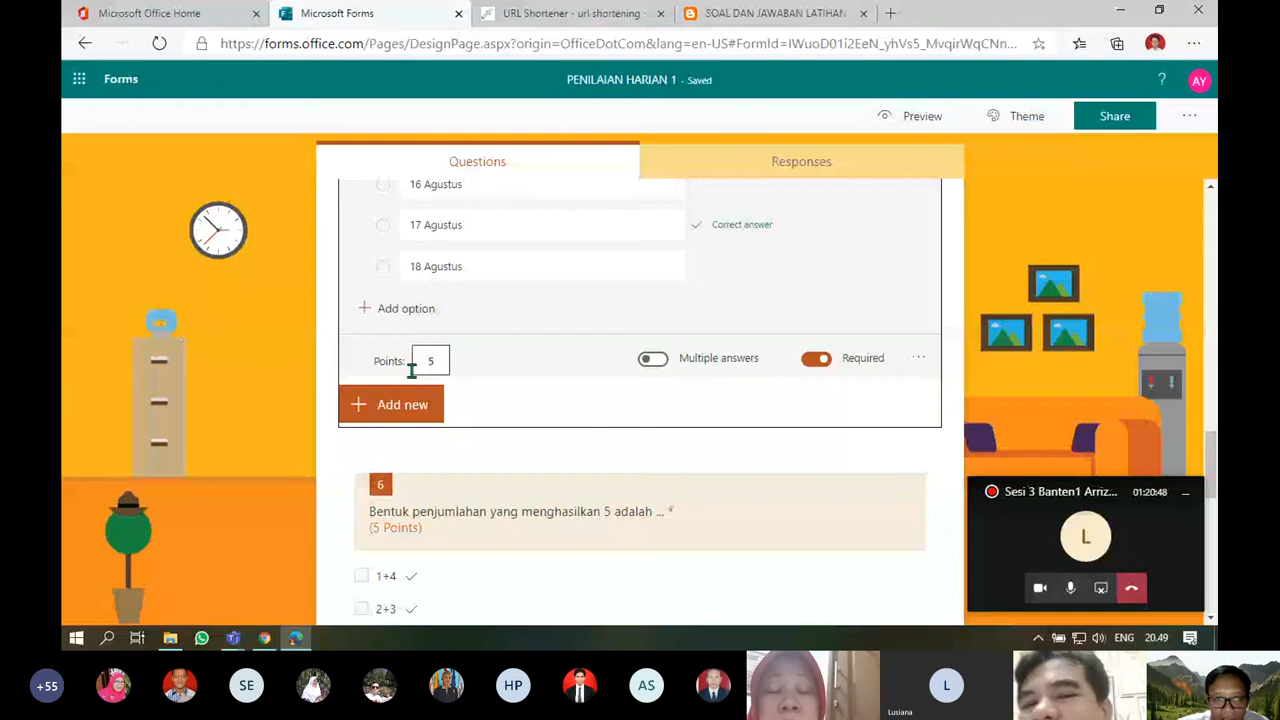 Microsoft Office Home
Microsoft Forms
URL Shortener - url shortening -
SOAL DAN JAWABAN LATIHAN
https://forms.office.com/Pages/DesignPage.aspx?origin=OfficeDotCom&lang=en-US#FormId=IWuoD01i2EeN_yhVs5_MvqirWqCNn...
Forms
PENILAIAN HARIAN 1 - Saved
?
AY
Preview
Theme
Share
Questions
Responses
16 Agustus
17 Agustus
Correct answer
18 Agustus
Add option
Points: 5
Multiple answers
Required
Add new
6
Bentuk penjumlahan yang menghasilkan 5 adalah ... *
(5 Points)
1+4
2+3
Sesi 3 Banten1 Arriz...
01:20:48
L
ENG
20.49
+55
SE
HP
AS
L
Lusiana